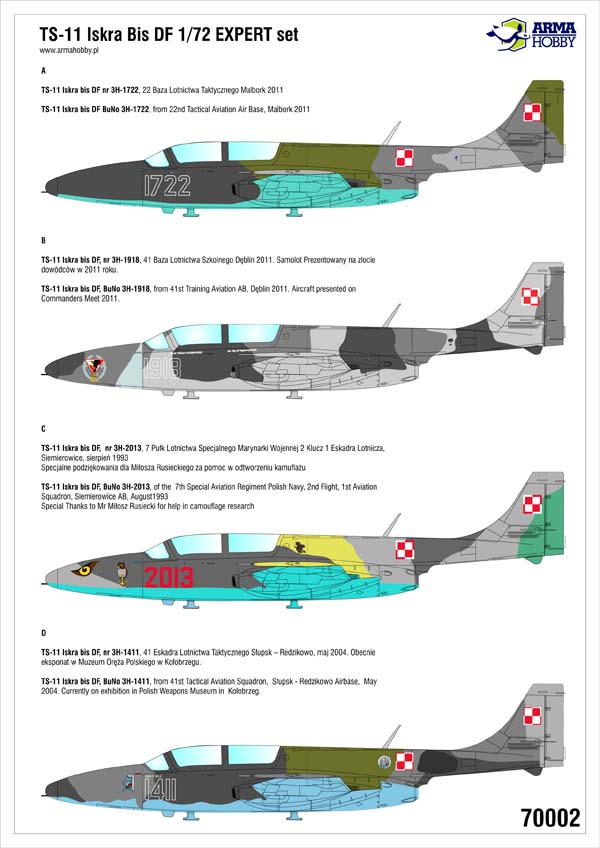 TS-11 Iskra Bis DF 1/72 EXPERT set
www.armahobby.pl
ARMA
HOBBY
A
TS-11 Iskra bis DF nr 3H-1722, 22 Baza Lotnictwa Taktycznego Malbork 2011
TS-11 Iskra bis DF BuNo 3H-1722, from 22nd Tactical Aviation Air Base, Malbork 2011
1722
B
TS-11 Iskra bis DF, nr 3H-1918, 41 Baza Lotnictwa Szkolnego Dęblin 2011. Samolot Prezentowany na zlocie
dowódców w 2011 roku.
TS-11 Iskra bis DF, BuNo 3H-1918, from 41st Training Aviation AB, Dęblin 2011. Aircraft presented on
Commanders Meet 2011.
1918
C
TS-11 Iskra bis DF, nr 3H-2013, 7 Pułk Lotnictwa Specjalnego Marynarki Wojennej 2 Klucz 1 Eskadra Lotnicza,
Siemierowice, sierpień 1993
Specjalne podziękowania dla Miłosza Rusieckiego za pomoc w odtworzeniu kamuflażu
TS-11 Iskra bis DF, BuNo 3H-2013, of the 7th Special Aviation Regiment Polish Navy, 2nd Flight, 1st Aviation
Squadron, Siemierowice AB, August1993
Special Thanks to Mr Miłosz Rusiecki for help in camouflage research
2013
D
TS-11 Iskra bis DF, nr 3H-1411, 41 Eskadra Lotnictwa Taktycznego Słupsk – Redzikowo, maj 2004. Obecnie
eksponat w Muzeum Oręża Polskiego w Kołobrzegu.
TS-11 Iskra bis DF, BuNo 3H-1411, from 41st Tactical Aviation Squadron, Słupsk - Redzikowo Airbase, May
2004. Currently on exhibition in Polish Weapons Museum in Kołobrzeg.
1411
70002